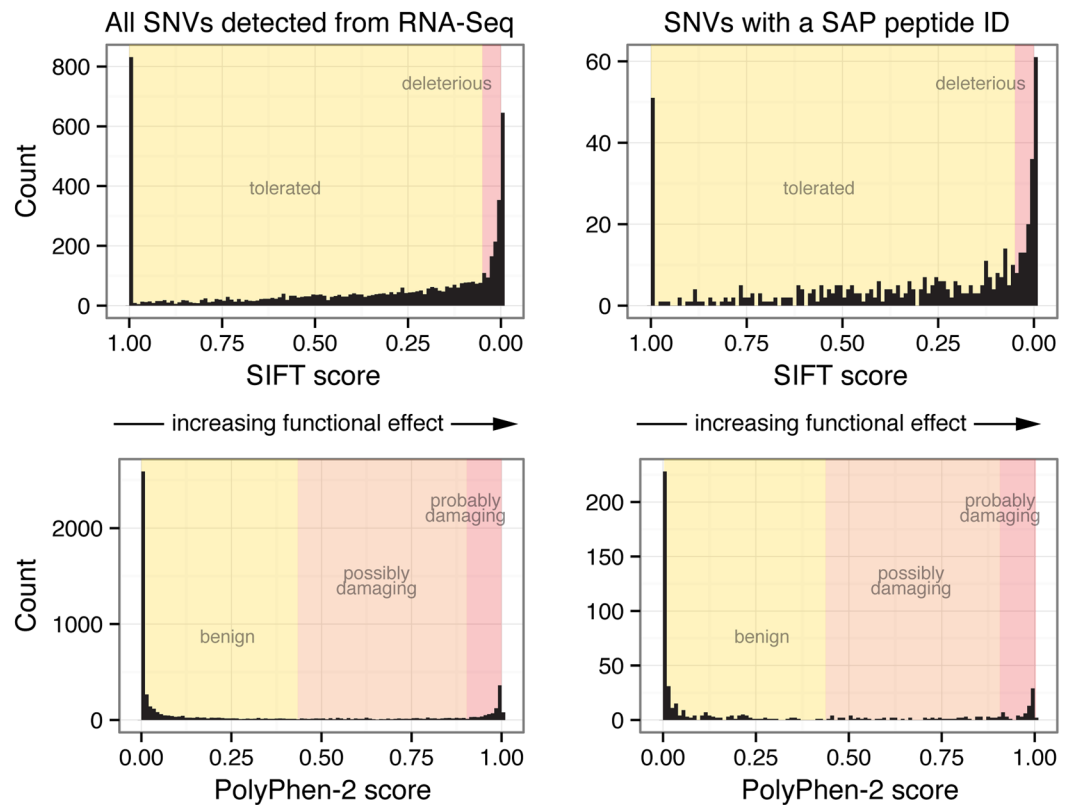 All SNVs detected from RNA-Seq
SNVs with a SAP peptide ID
Count
800
600
400
200
0
deleterious
tolerated
1.00
0.75
0.50
0.25
0.00
SIFT score
60
40
20
0
deleterious
tolerated
1.00
0.75
0.50
0.25
0.00
SIFT score
increasing functional effect
increasing functional effect
Count
2000
1000
0
probably
damaging
possibly
damaging
benign
0.00
0.25
0.50
0.75
1.00
PolyPhen-2 score
200
150
100
50
0
probably
damaging
possibly
damaging
benign
0.00
0.25
0.50
0.75
1.00
PolyPhen-2 score